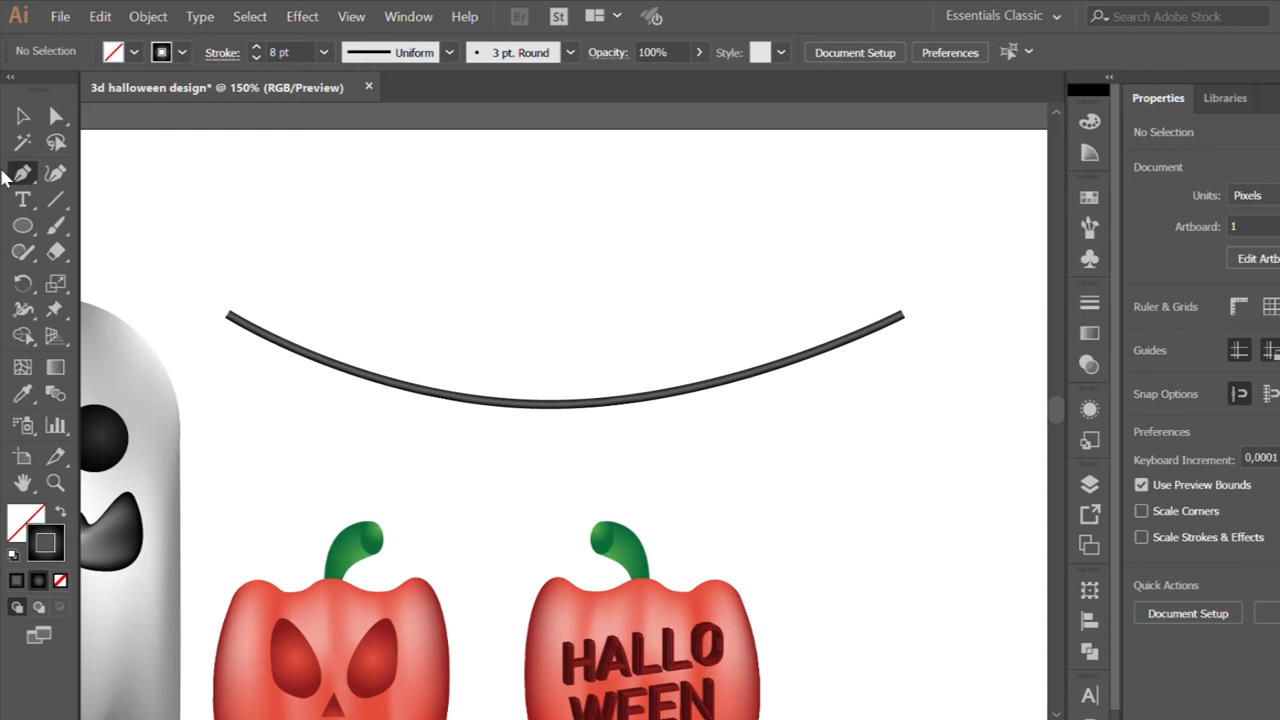 Ai File Edit Object Type Select Effect View Window Help Br St Essentials Classic Search Adobe Stock
No Selection Stroke: 8 pt Uniform 3 pt. Round Opacity: 100% Style: Document Setup Preferences
3d halloween design* @ 150% (RGB/Preview)
Properties Libraries
No Selection
Document
Units: Pixels
Artboard: 1
Edit Artb
Ruler & Grids
Guides
Snap Options
Preferences
Keyboard Increment: 0,0001
Use Preview Bounds
Scale Corners
Scale Strokes & Effects
Quick Actions
Document Setup
HALLO
WEEN